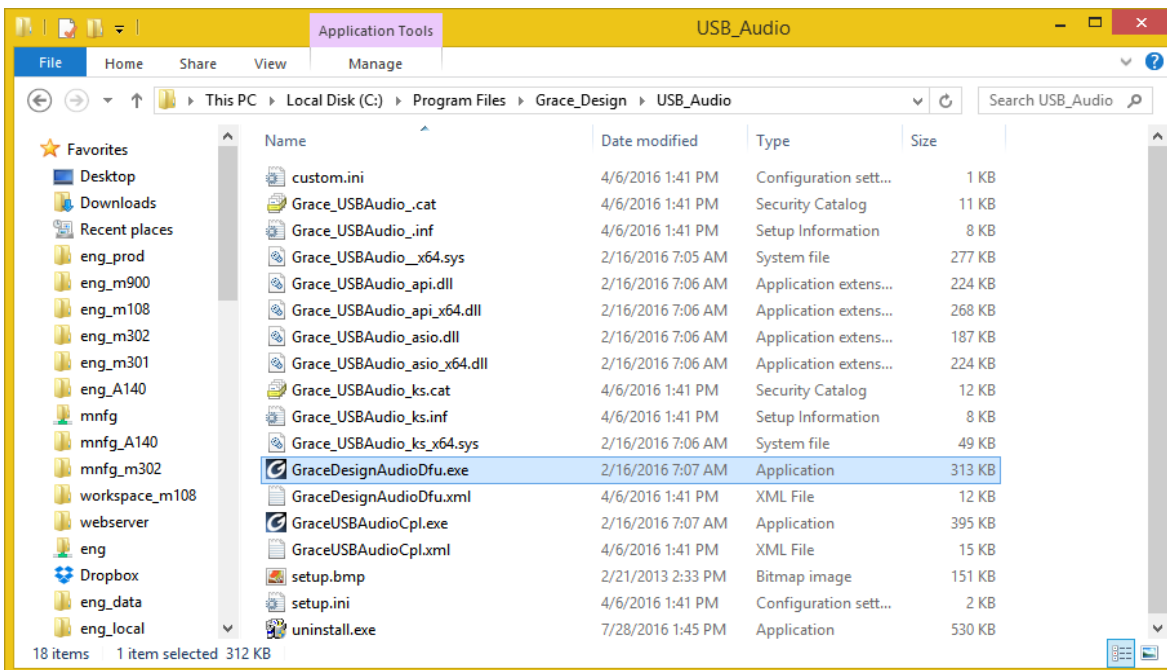 Application Tools USB_Audio
File Home Share View Manage
This PC Local Disk (C:) Program Files Grace_Design USB_Audio Search USB_Audio
Favorites
Desktop
Downloads
Recent places
eng_prod
eng_m900
eng_m108
eng_m302
eng_m301
eng_A140
mnfg
mnfg_A140
mnfg_m302
workspace_m108
webserver
eng
Dropbox
eng_data
eng_local
Name Date modified Type Size
custom.ini 4/6/2016 1:41 PM Configuration sett... 1 KB
Grace_USBAudio_.cat 4/6/2016 1:41 PM Security Catalog 11 KB
Grace_USBAudio_.inf 4/6/2016 1:41 PM Setup Information 8 KB
Grace_USBAudio__x64.sys 2/16/2016 7:05 AM System file 277 KB
Grace_USBAudio_api.dll 2/16/2016 7:06 AM Application extens... 224 KB
Grace_USBAudio_api_x64.dll 2/16/2016 7:06 AM Application extens... 268 KB
Grace_USBAudio_asio.dll 2/16/2016 7:06 AM Application extens... 187 KB
Grace_USBAudio_asio_x64.dll 2/16/2016 7:06 AM Application extens... 224 KB
Grace_USBAudio_ks.cat 4/6/2016 1:41 PM Security Catalog 12 KB
Grace_USBAudio_ks.inf 4/6/2016 1:41 PM Setup Information 8 KB
Grace_USBAudio_ks_x64.sys 2/16/2016 7:06 AM System file 49 KB
GraceDesignAudioDfu.exe 2/16/2016 7:07 AM Application 313 KB
GraceDesignAudioDfu.xml 4/6/2016 1:41 PM XML File 12 KB
GraceUSBAudioCpl.exe 2/16/2016 7:07 AM Application 395 KB
GraceUSBAudioCpl.xml 4/6/2016 1:41 PM XML File 15 KB
setup.bmp 2/21/2013 2:33 PM Bitmap image 151 KB
setup.ini 4/6/2016 1:41 PM Configuration sett... 2 KB
uninstall.exe 7/28/2016 1:45 PM Application 530 KB
18 items 1 item selected 312 KB